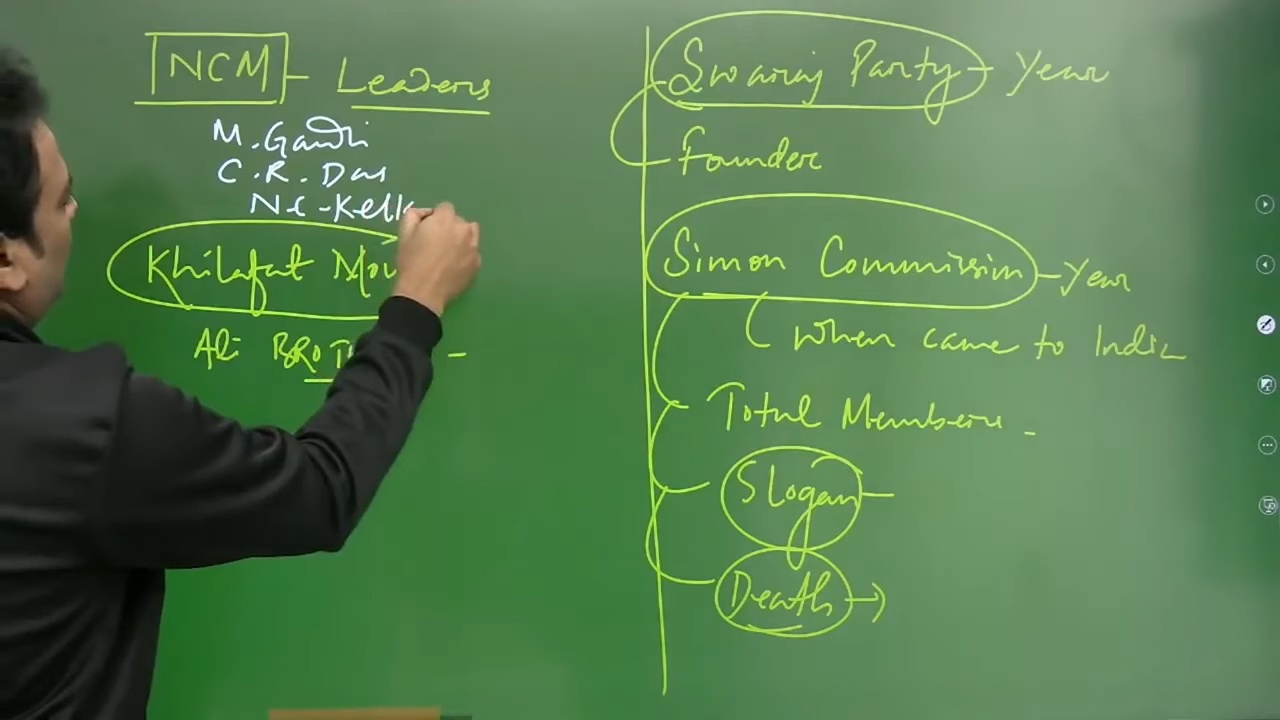 NCM - Leaders
M. Gandhi
C. R. Das
N C - Kelk
Khilafat Mov
Ali BROT -
Swaraj Party - Year
Founder
Simon Commission - Year
When came to India
Total Members -
Slogan -
Death →